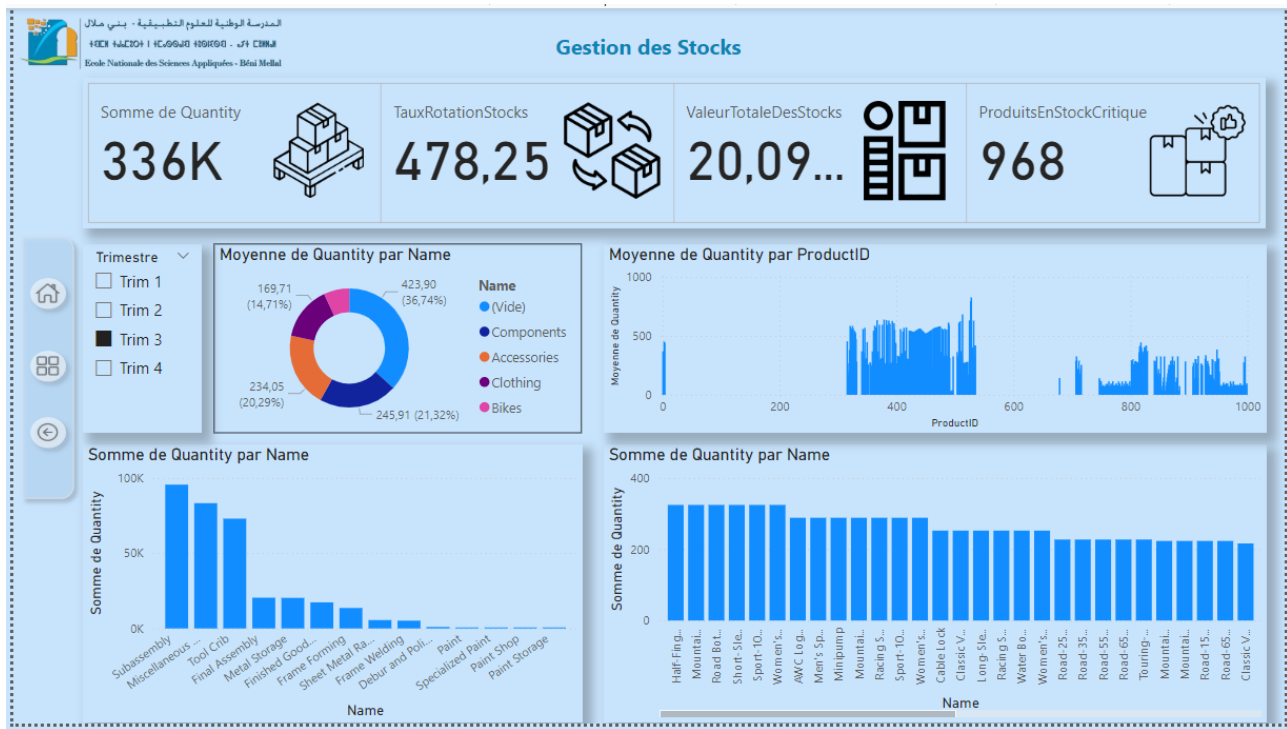 المدرسة الوطنية للعلوم التطبيقية - بني ملال
Ecole Nationale des Sciences Appliquées - Béni Mellal
Gestion des Stocks
Somme de Quantity
336K
TauxRotationStocks
478,25
ValeurTotaleDesStocks
20,09...
ProduitsEnStockCritique
968
Trimestre
Trim 1
Trim 2
Trim 3
Trim 4
Moyenne de Quantity par Name
423,90
(36,74%)
245,91 (21,32%)
234,05
(20,29%)
169,71
(14,71%)
Name
(Vide)
Components
Accessories
Clothing
Bikes
Moyenne de Quantity par ProductID
Moyenne de Quantity
1000
500
0
0 200 400 600 800 1000
ProductID
Somme de Quantity par Name
Somme de Quantity
100K
50K
0K
Subassembly
Miscellaneous ...
Tool Crib
Final Assembly
Metal Storage
Finished Good...
Frame Forming
Sheet Metal Ra...
Frame Welding
Debur and Poli...
Paint
Specialized Paint
Paint Shop
Paint Storage
Name
Somme de Quantity par Name
Somme de Quantity
400
200
0
Half-Fing...
Mountai...
Road Bot...
Short-Sle...
Sport-10...
Women's...
AWC Log...
Men's Sp...
Minipump
Mountai...
Racing S...
Sport-10...
Women's...
Cable Lock
Classic V...
Long-Sle...
Racing S...
Water Bo...
Women's...
Road-25...
Road-35...
Road-55...
Road-65...
Touring-...
Mountai...
Mountai...
Road-15...
Road-65...
Classic V...
Name